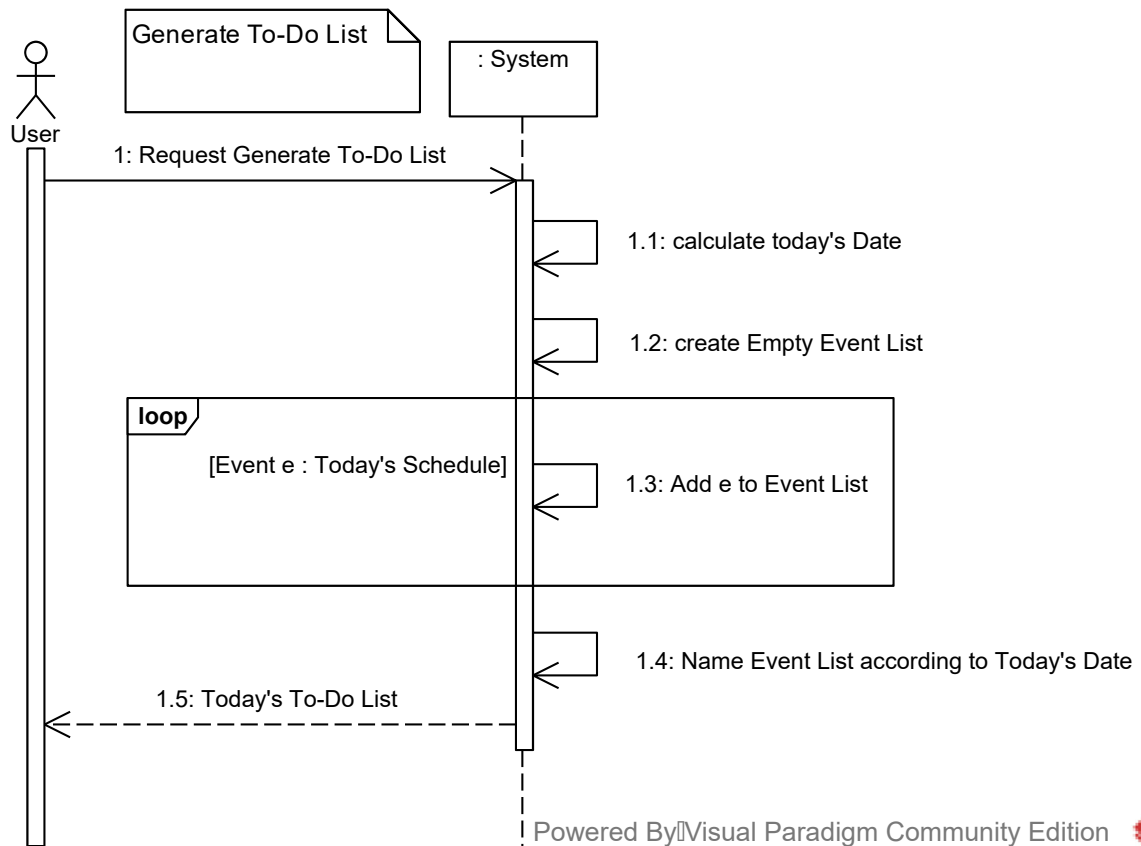 Generate To-Do List
: System
User
1: Request Generate To-Do List
1.1: calculate today's Date
1.2: create Empty Event List
loop
[Event e : Today's Schedule]
1.3: Add e to Event List
1.4: Name Event List according to Today's Date
1.5: Today's To-Do List
Powered By▯Visual Paradigm Community Edition